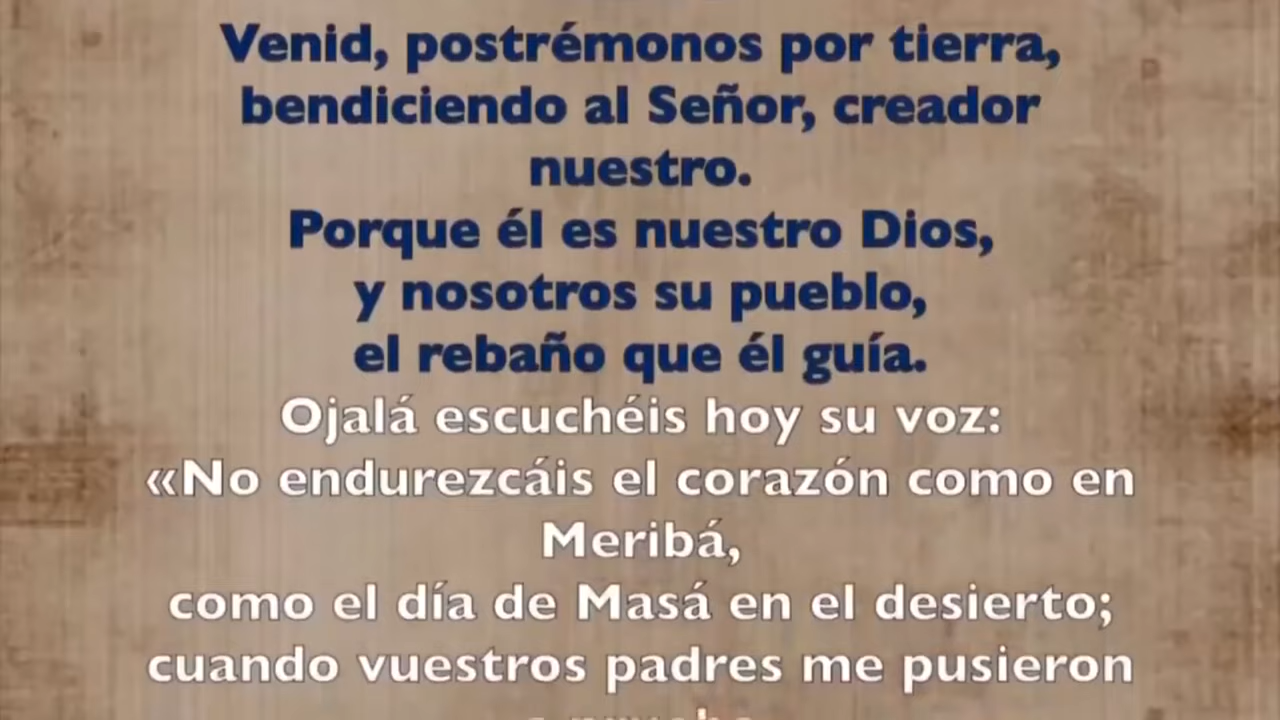 Venid, postrémonos por tierra,
bendiciendo al Señor, creador
nuestro.
Porque él es nuestro Dios,
y nosotros su pueblo,
el rebaño que él guía.
Ojalá escuchéis hoy su voz:
«No endurezcáis el corazón como en
Meribá,
como el día de Masá en el desierto;
cuando vuestros padres me pusieron